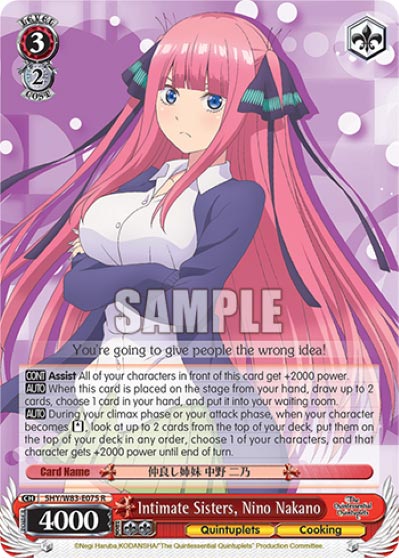 LEVEL
3
2
COST
SAMPLE
You're going to give people the wrong idea!
CONT Assist All of your characters in front of this card get +2000 power.
AUTO When this card is placed on the stage from your hand, draw up to 2
cards, choose 1 card in your hand, and put it into your waiting room.
AUTO During your climax phase or your attack phase, when your character
becomes [*], look at up to 2 cards from the top of your deck, put them on
the top of your deck in any order, choose 1 of your characters, and that
character gets +2000 power until end of turn.
Card Name
仲良し姉妹 中野 二乃
CH
5HY/W83-E075 R
The
Quintessential
Quintuplets
4000
Intimate Sisters, Nino Nakano
Quintuplets
Cooking
©Negi Haruba,KODANSHA/"The Quintessential Quintuplets" Production Committee